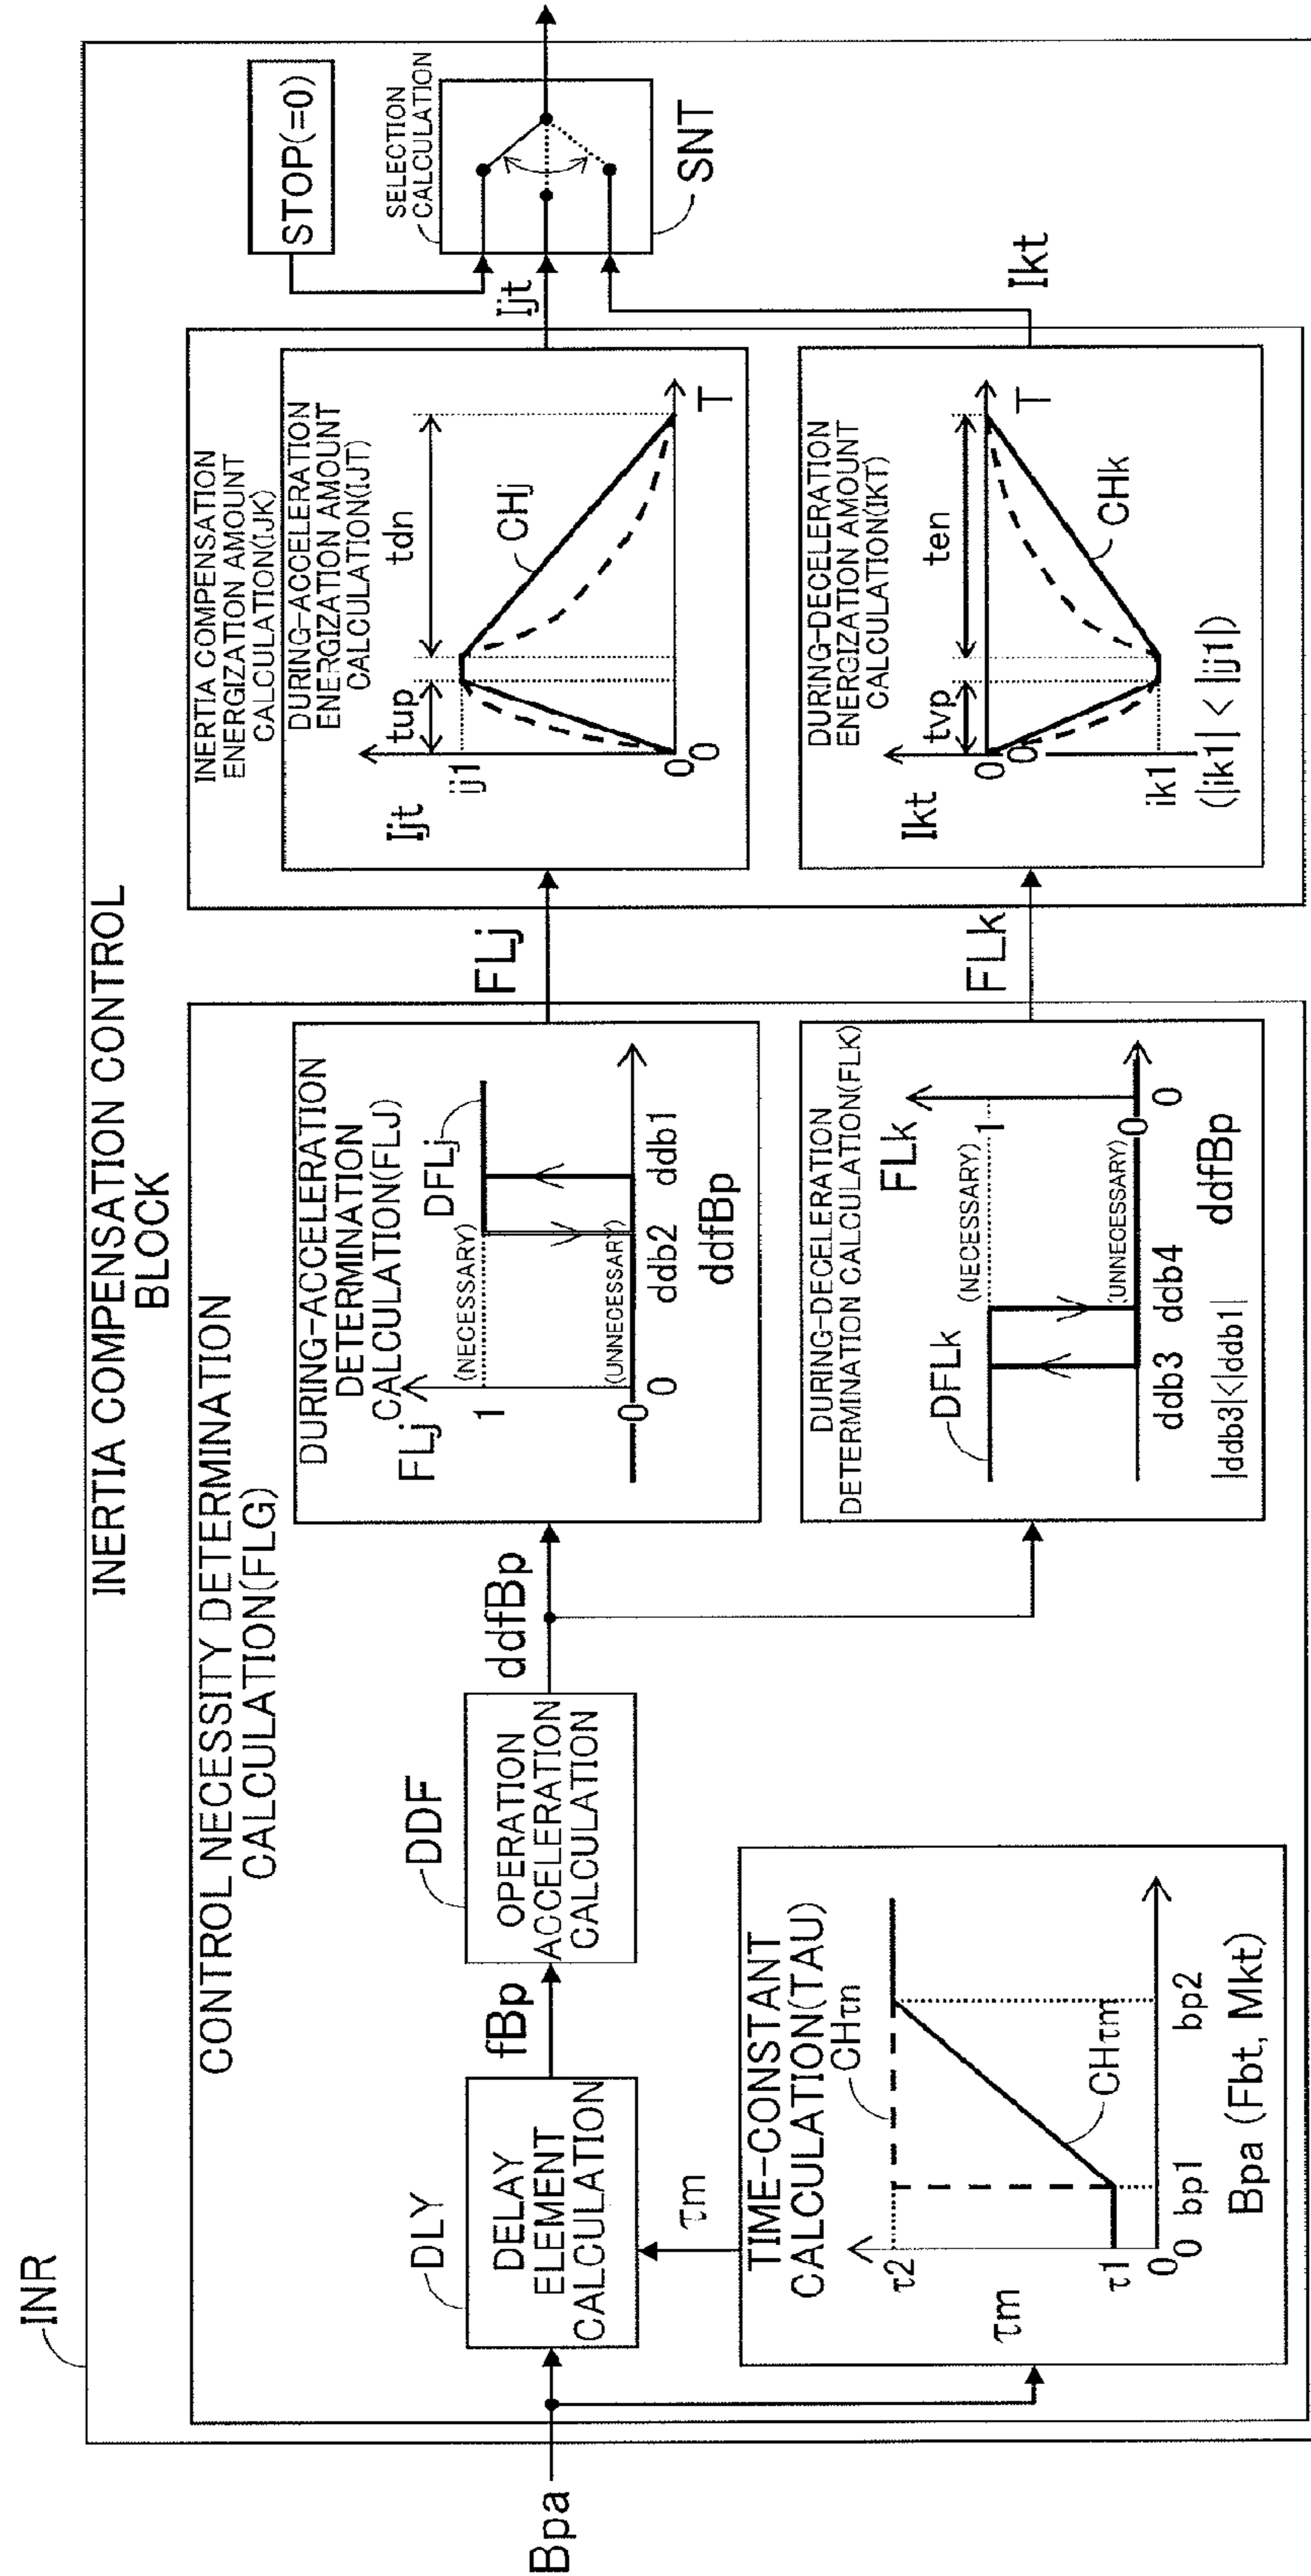 INR
INERTIA COMPENSATION CONTROL
BLOCK
CONTROL NECESSITY DETERMINATION
CALCULATION(FLG)
Bpa
DLY
DELAY
ELEMENT
CALCULATION
fBp
DDF
OPERATION
ACCELERATION
CALCULATION
ddfBp
τm
TIME-CONSTANT
CALCULATION(TAU)
CHτn
τ2
τm
τ1
0
0
bp1
bp2
CHτm
Bpa (Fbt, Mkt)
DURING-ACCELERATION
DETERMINATION
CALCULATION(FLJ)
FLj
DFLj
1
(NECESSARY)
(UNNECESSARY)
0
0
ddb2
ddb1
ddfBp
DURING-DECELERATION
DETERMINATION CALCULATION(FLK)
FLk
DFLk
1
(NECESSARY)
(UNNECESSARY)
0
0
ddb3
ddb4
ddfBp
|ddb3|<|ddb1|
FLj
FLk
INERTIA COMPENSATION
ENERGIZATION AMOUNT
CALCULATION(IJK)
DURING-ACCELERATION
ENERGIZATION AMOUNT
CALCULATION(IJT)
Ijt
ij1
tup
tdn
CHj
0
0
T
DURING-DECELERATION
ENERGIZATION AMOUNT
CALCULATION(IKT)
Ikt
0
0
tvp
ten
T
CHk
ik1
(|ik1| < |ij1|)
Ijt
Ikt
STOP(=0)
SELECTION
CALCULATION
SNT